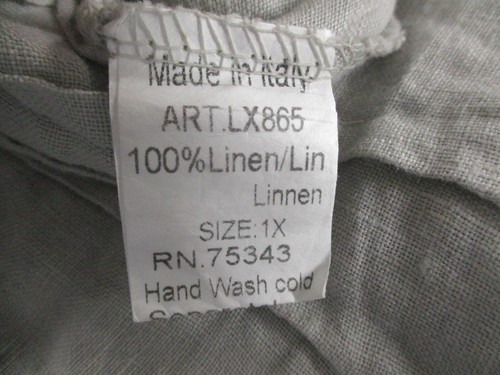 Made in Italy
ART.LX865
100%Linen/Lin
Linnen
SIZE:1X
RN.75343
Hand Wash cold